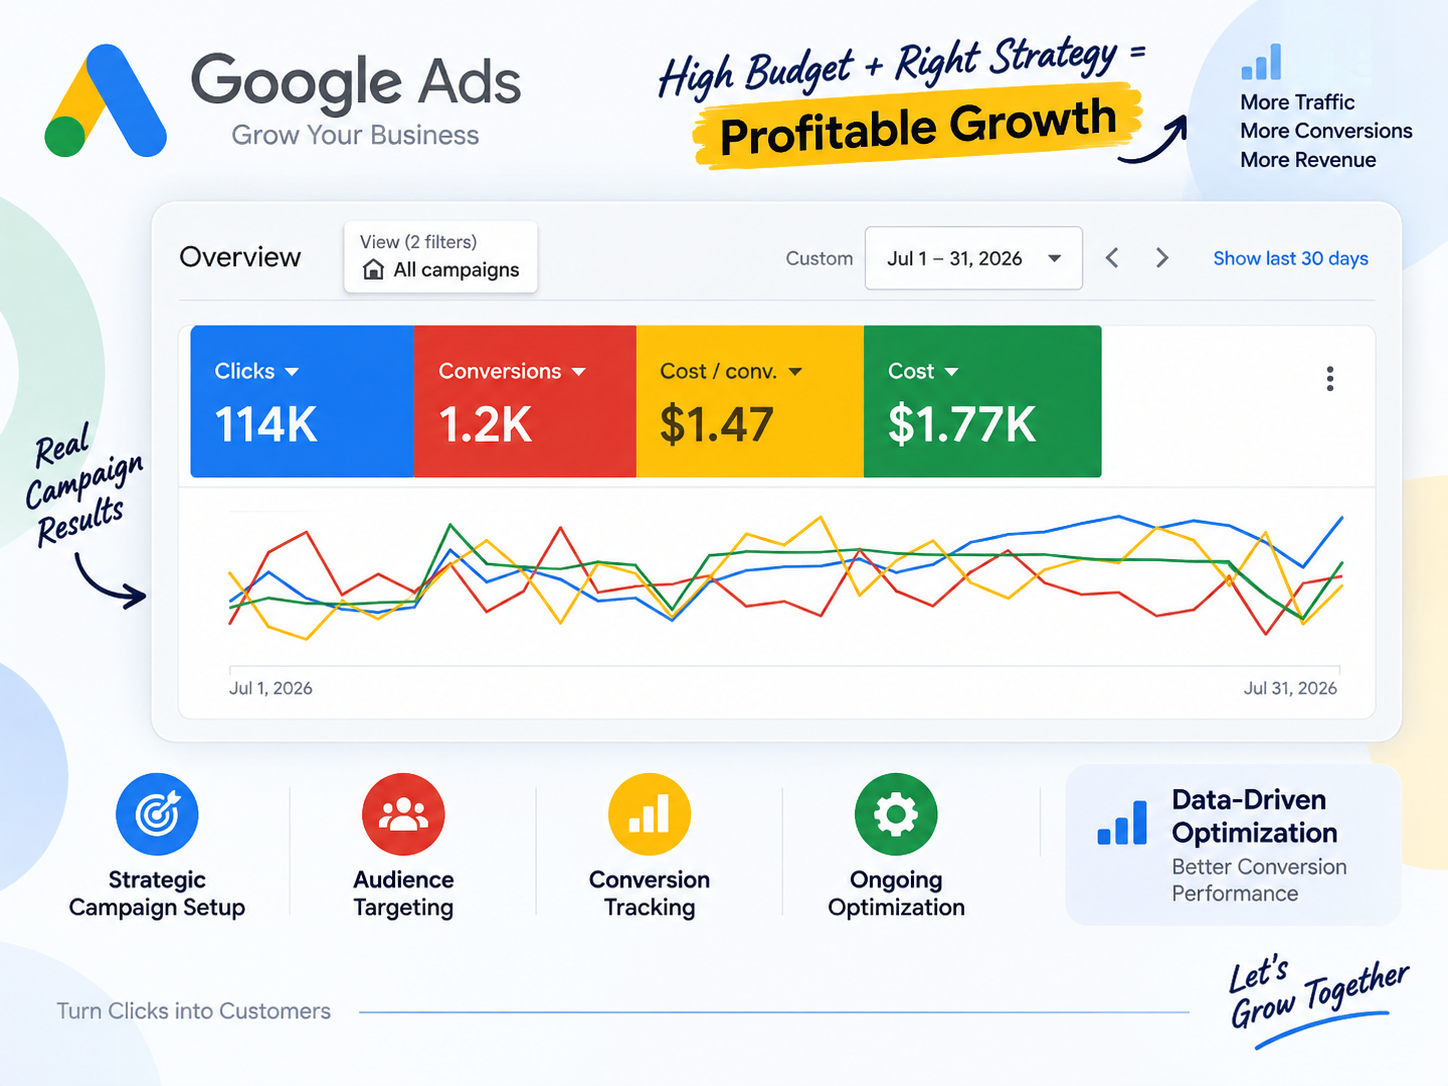 Google Ads
Grow Your Business
High Budget + Right Strategy =
Profitable Growth
More Traffic
More Conversions
More Revenue
Overview
View (2 filters)
All campaigns
Custom
Jul 1 – 31, 2026
Show last 30 days
Clicks
114K
Conversions
1.2K
Cost / conv.
$1.47
Cost
$1.77K
Real
Campaign
Results
Jul 1, 2026
Jul 31, 2026
Strategic
Campaign Setup
Audience
Targeting
Conversion
Tracking
Ongoing
Optimization
Data-Driven
Optimization
Better Conversion
Performance
Turn Clicks into Customers
Let's
Grow Together